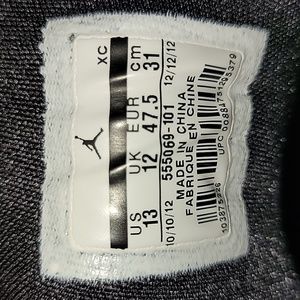 XC
US UK EUR cm
13 12 47.5 31
10/10/12 12/12/12
555069-101
MADE IN CHINA
FABRIQUE EN CHINE